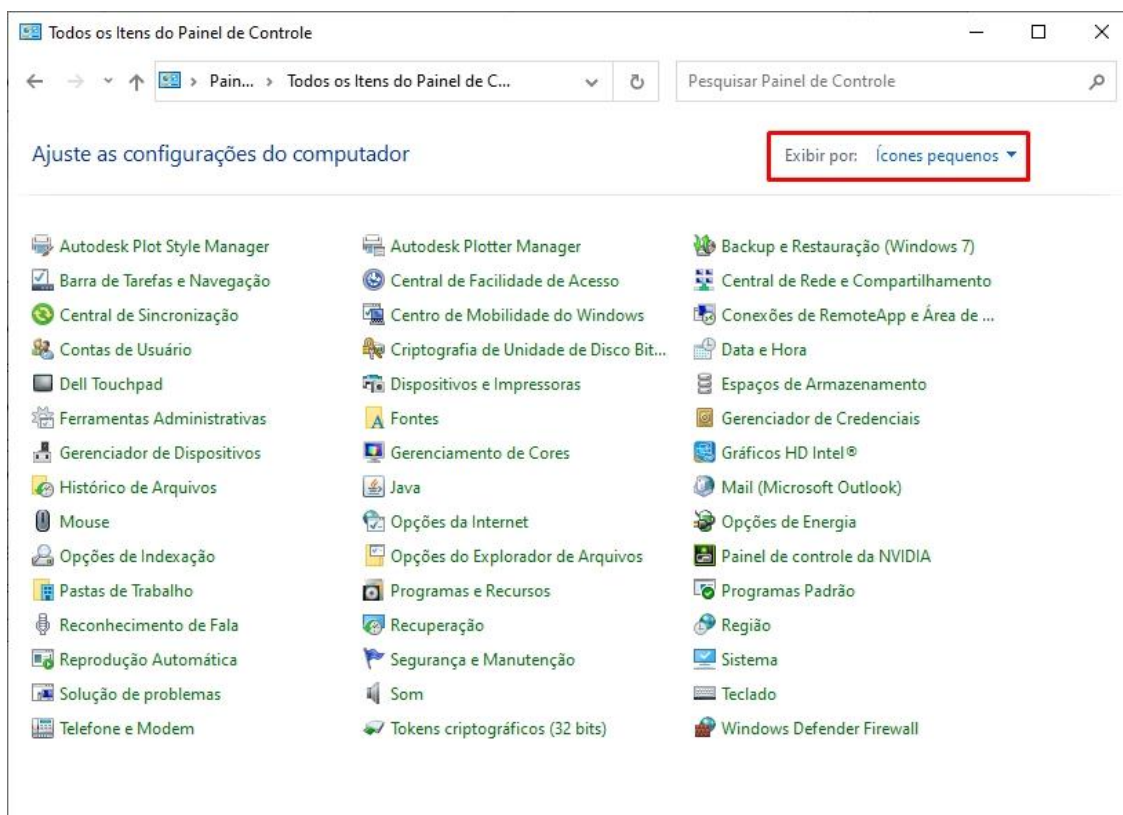 Todos os Itens do Painel de Controle
Pain... > Todos os Itens do Painel de C...
Pesquisar Painel de Controle
Ajuste as configurações do computador
Exibir por: Ícones pequenos
Autodesk Plot Style Manager
Autodesk Plotter Manager
Backup e Restauração (Windows 7)
Barra de Tarefas e Navegação
Central de Facilidade de Acesso
Central de Rede e Compartilhamento
Central de Sincronização
Centro de Mobilidade do Windows
Conexões de RemoteApp e Área de ...
Contas de Usuário
Criptografia de Unidade de Disco Bit...
Data e Hora
Dell Touchpad
Dispositivos e Impressoras
Espaços de Armazenamento
Ferramentas Administrativas
Fontes
Gerenciador de Credenciais
Gerenciador de Dispositivos
Gerenciamento de Cores
Gráficos HD Intel®
Histórico de Arquivos
Java
Mail (Microsoft Outlook)
Mouse
Opções da Internet
Opções de Energia
Opções de Indexação
Opções do Explorador de Arquivos
Painel de controle da NVIDIA
Pastas de Trabalho
Programas e Recursos
Programas Padrão
Reconhecimento de Fala
Recuperação
Região
Reprodução Automática
Segurança e Manutenção
Sistema
Solução de problemas
Som
Teclado
Telefone e Modem
Tokens criptográficos (32 bits)
Windows Defender Firewall